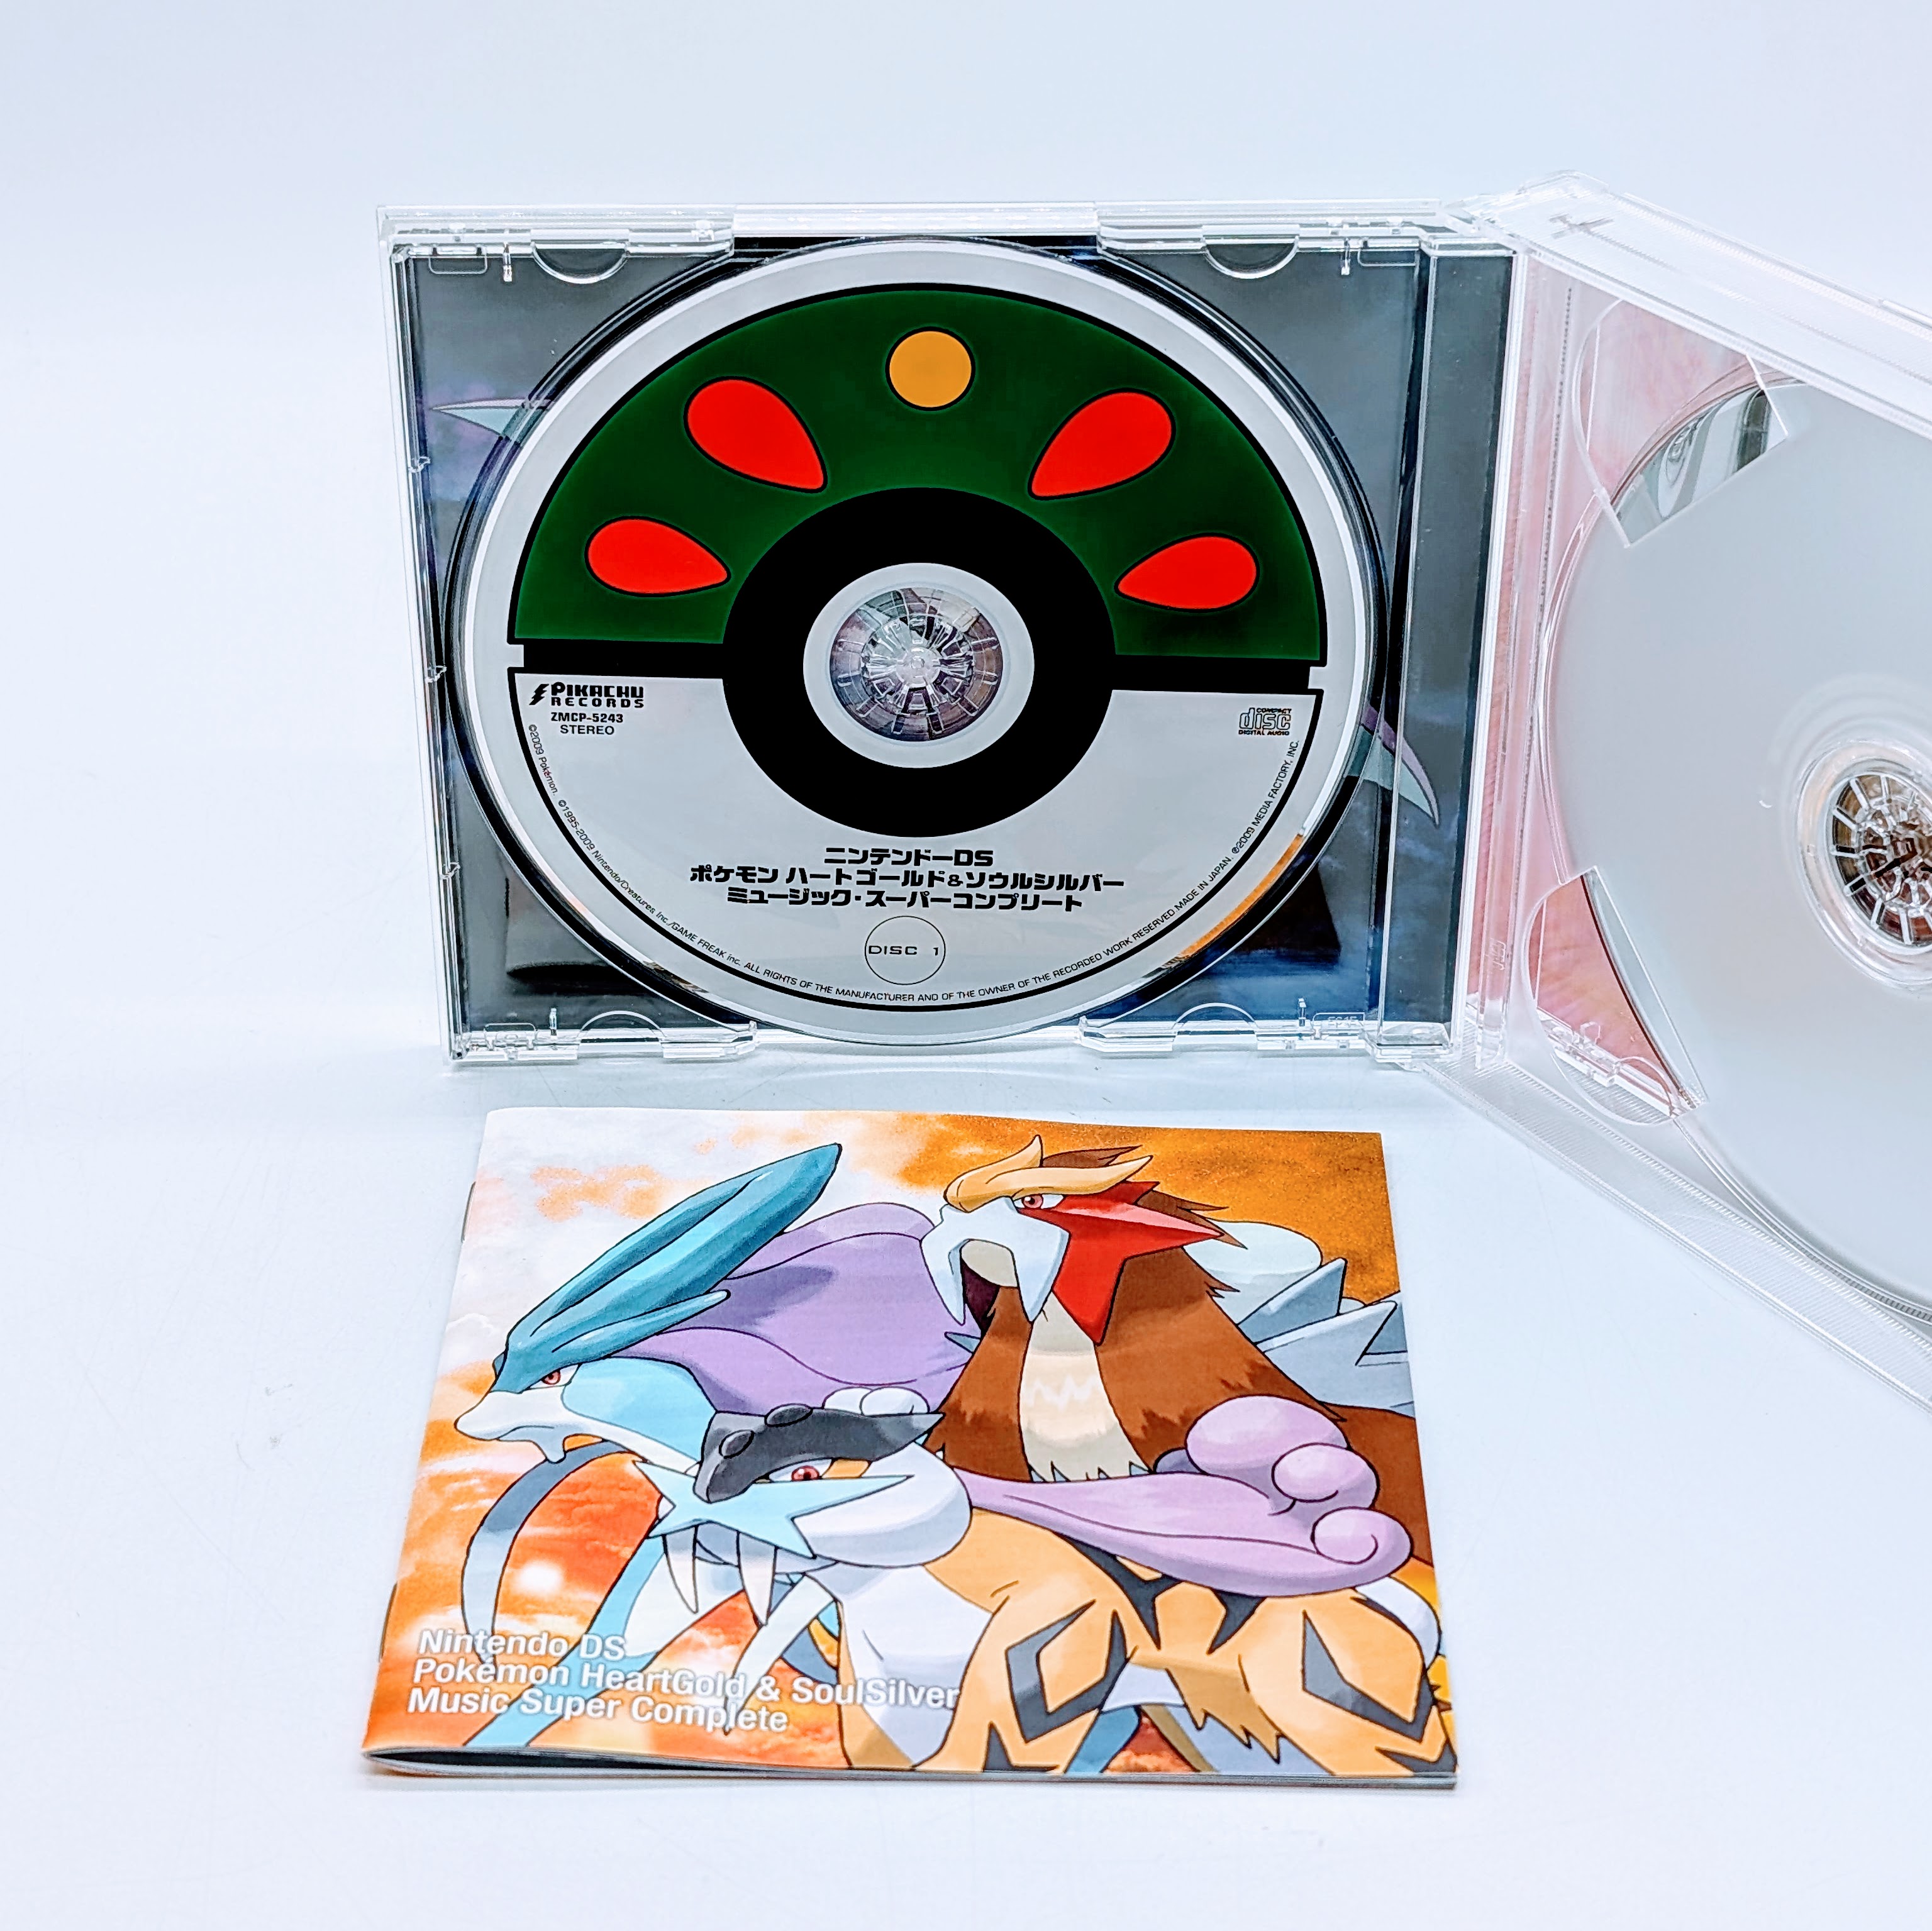 PIKACHU
RECORDS
ZMCP-5243
STEREO
COMPACT
disc
DIGITAL AUDIO
ニンテンドーDS
ポケモン ハートゴールド&ソウルシルバー
ミュージック・スーパーコンプリート
DISC 1
©2009 Pokémon. ©1995-2009 Nintendo/Creatures Inc./GAME FREAK inc. ALL RIGHTS OF THE MANUFACTURER AND OF THE OWNER OF THE RECORDED WORK RESERVED MADE IN JAPAN. ℗2009 MEDIA FACTORY, INC.
Nintendo DS
Pokémon HeartGold & SoulSilver
Music Super Complete